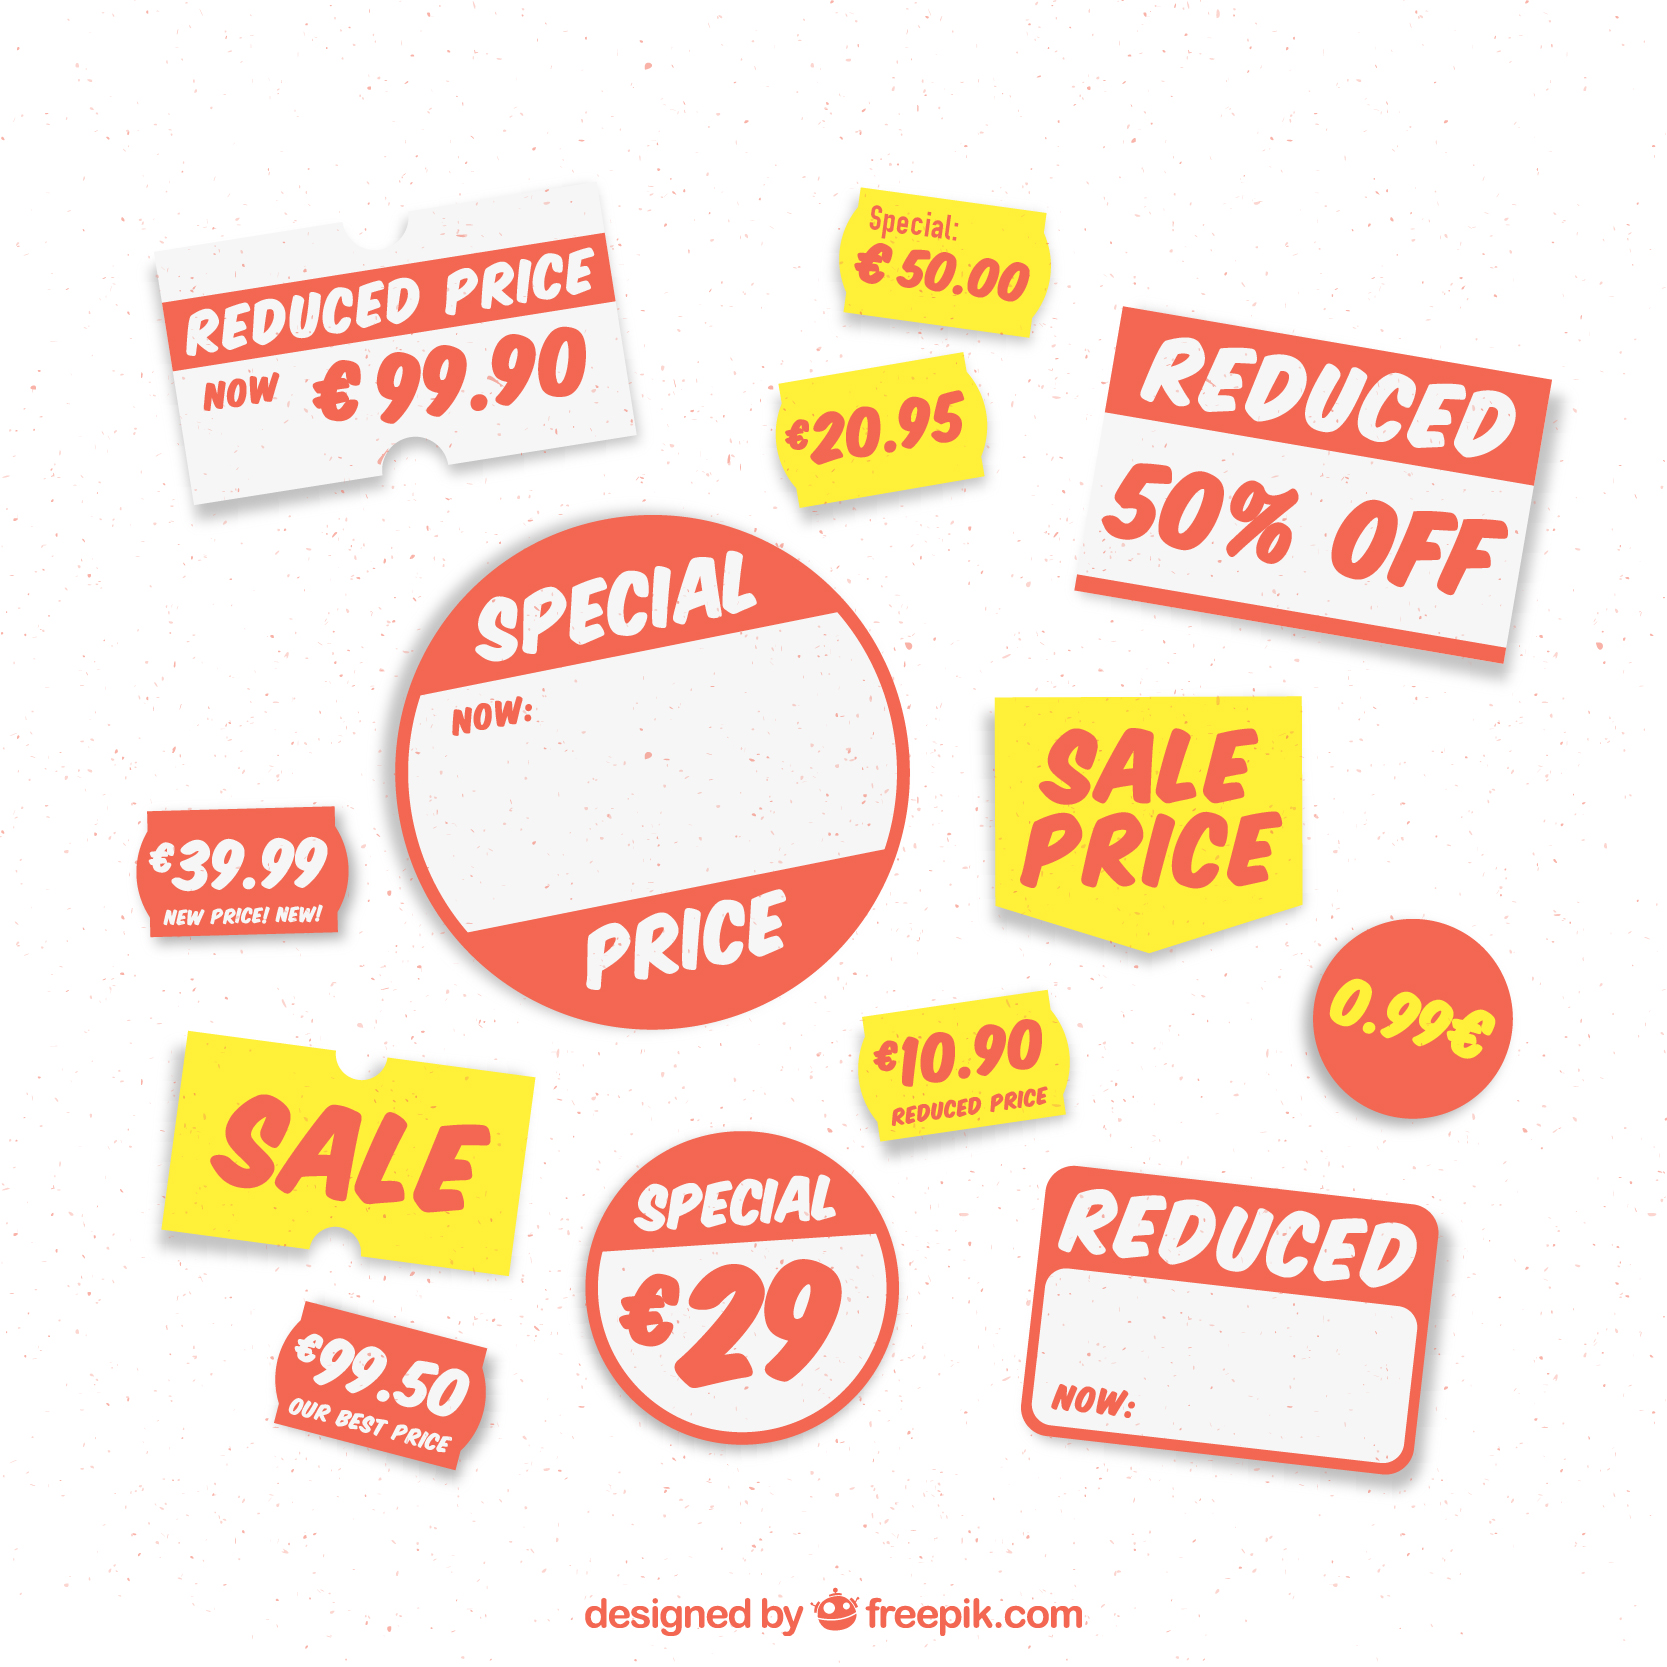 REDUCED PRICE
NOW € 99.90
Special:
€ 50.00
€20.95
REDUCED
50% OFF
SPECIAL
NOW:
PRICE
SALE
PRICE
€39.99
NEW PRICE! NEW!
0.99€
€10.90
REDUCED PRICE
SALE
SPECIAL
€29
REDUCED
NOW:
€99.50
OUR BEST PRICE
designed by freepik.com